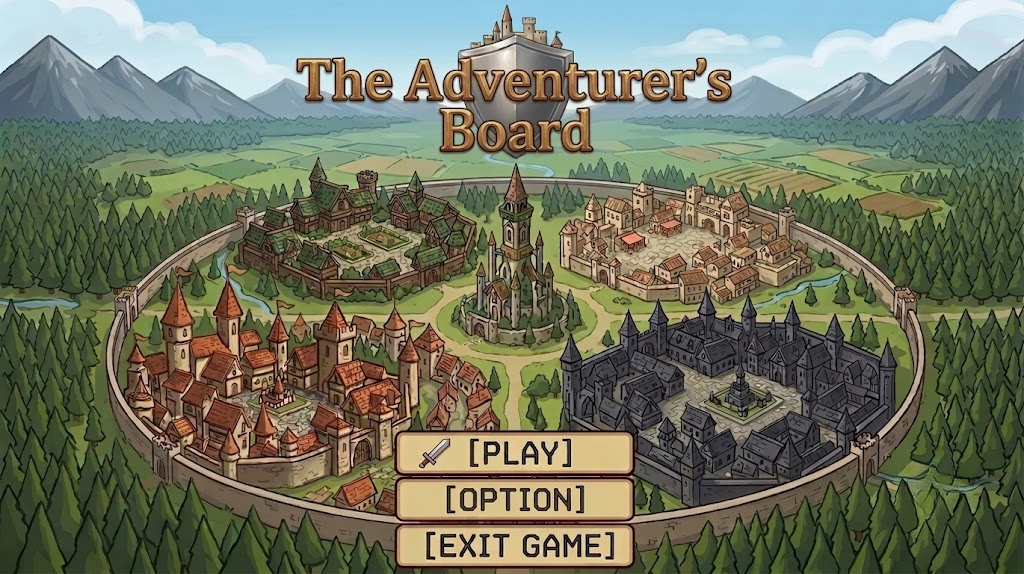 The Adventurer's
Board
[PLAY]
[OPTION]
[EXIT GAME]